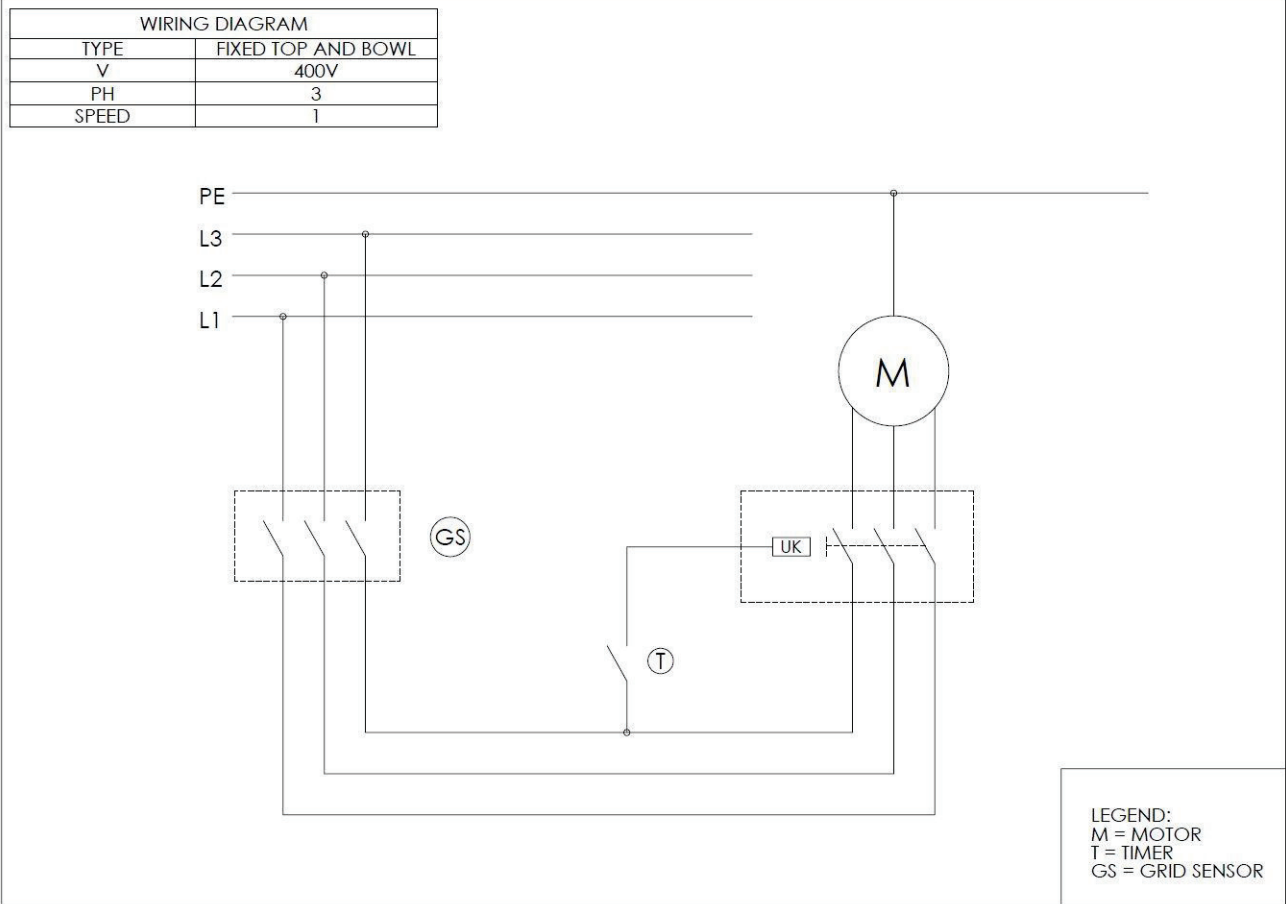 WIRING DIAGRAM
TYPE FIXED TOP AND BOWL
V 400V
PH 3
SPEED 1
PE
L3
L2
L1
M
GS
UK
T
LEGEND:
M = MOTOR
T = TIMER
GS = GRID SENSOR